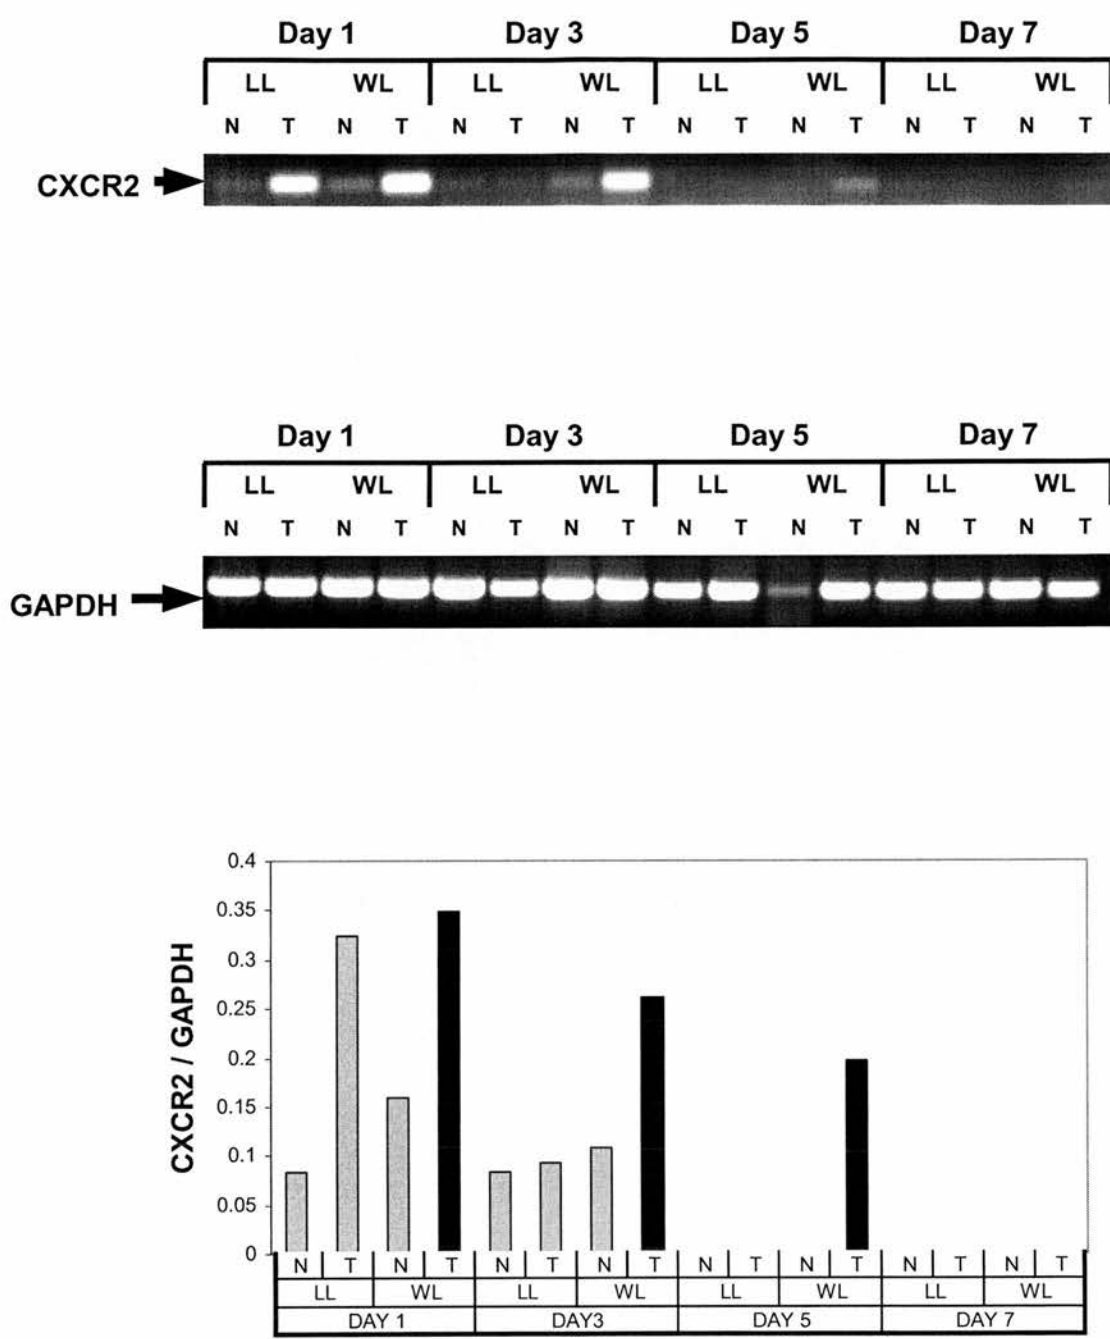 Day 1 Day 3 Day 5 Day 7
LL WL LL WL LL WL LL WL
N T N T N T N T N T N T N T N T
CXCR2
Day 1 Day 3 Day 5 Day 7
LL WL LL WL LL WL LL WL
N T N T N T N T N T N T N T N T
GAPDH
CXCR2 / GAPDH
0.4
0.35
0.3
0.25
0.2
0.15
0.1
0.05
0
N T N T N T N T N T N T N T N T
LL WL LL WL LL WL LL WL
DAY 1 DAY3 DAY 5 DAY 7